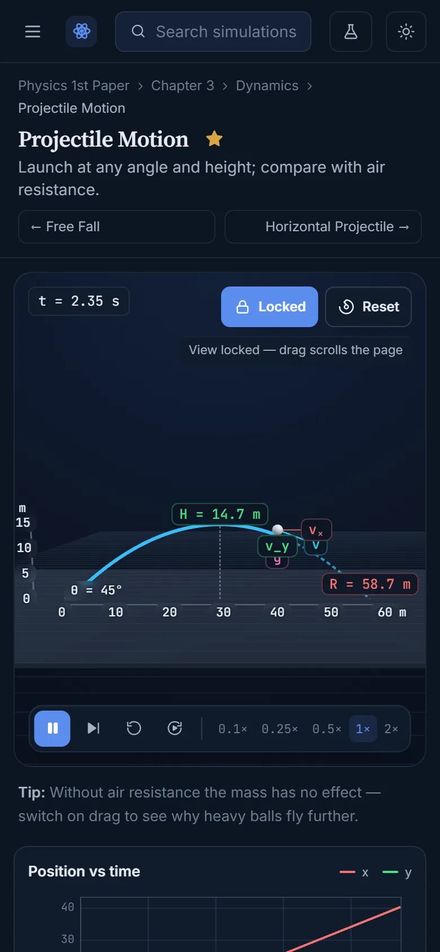 Search simulations
Physics 1st Paper › Chapter 3 › Dynamics ›
Projectile Motion
Projectile Motion
Launch at any angle and height; compare with air
resistance.
← Free Fall
Horizontal Projectile →
t = 2.35 s
Locked
Reset
View locked — drag scrolls the page
m
15
10
5
0
H = 14.7 m
vₓ
v_y
v
g
R = 58.7 m
θ = 45°
0 10 20 30 40 50 60 m
0.1× 0.25× 0.5× 1× 2×
Tip: Without air resistance the mass has no effect —
switch on drag to see why heavy balls fly further.
Position vs time
x y
40
30